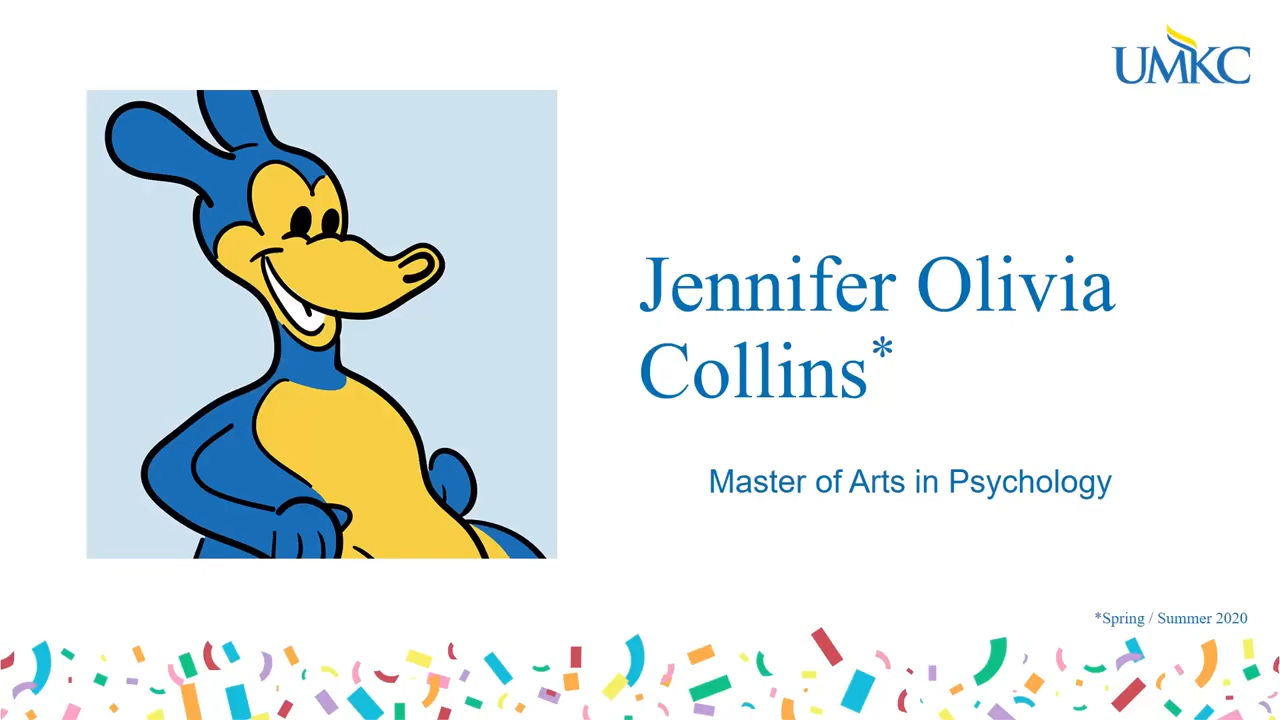 UMKC
Jennifer Olivia
Collins*
Master of Arts in Psychology
*Spring / Summer 2020